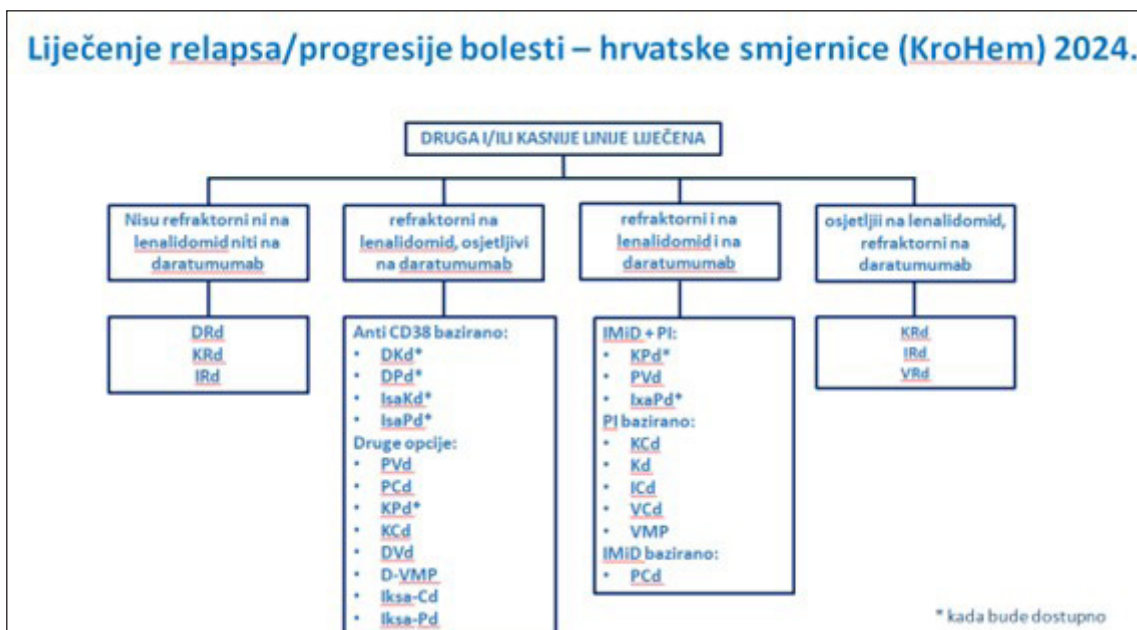 Liječenje relapsa/progresije bolesti – hrvatske smjernice (KroHem) 2024.
DRUGA I/ILI KASNIJE LINIJE LIJEČENA
Nisu refraktorni ni na
lenalidomid niti na
daratumumab
DRd
KRd
IRd
refraktorni na
lenalidomid, osjetljivi
na daratumumab
Anti CD38 bazirano:
• DKd*
• DPd*
• IsaKd*
• IsaPd*
Druge opcije:
• PVd
• PCd
• KPd*
• KCd
• DVd
• D-VMP
• Iksa-Cd
• Iksa-Pd
refraktorni i na
lenalidomid i na
daratumumab
IMiD + PI:
• KPd*
• PVd
• IxaPd*
PI bazirano:
• KCd
• Kd
• ICd
• VCd
• VMP
IMiD bazirano:
• PCd
osjetljii na lenalidomid,
refraktorni na
daratumumab
KRd
IRd
VRd
* kada bude dostupno